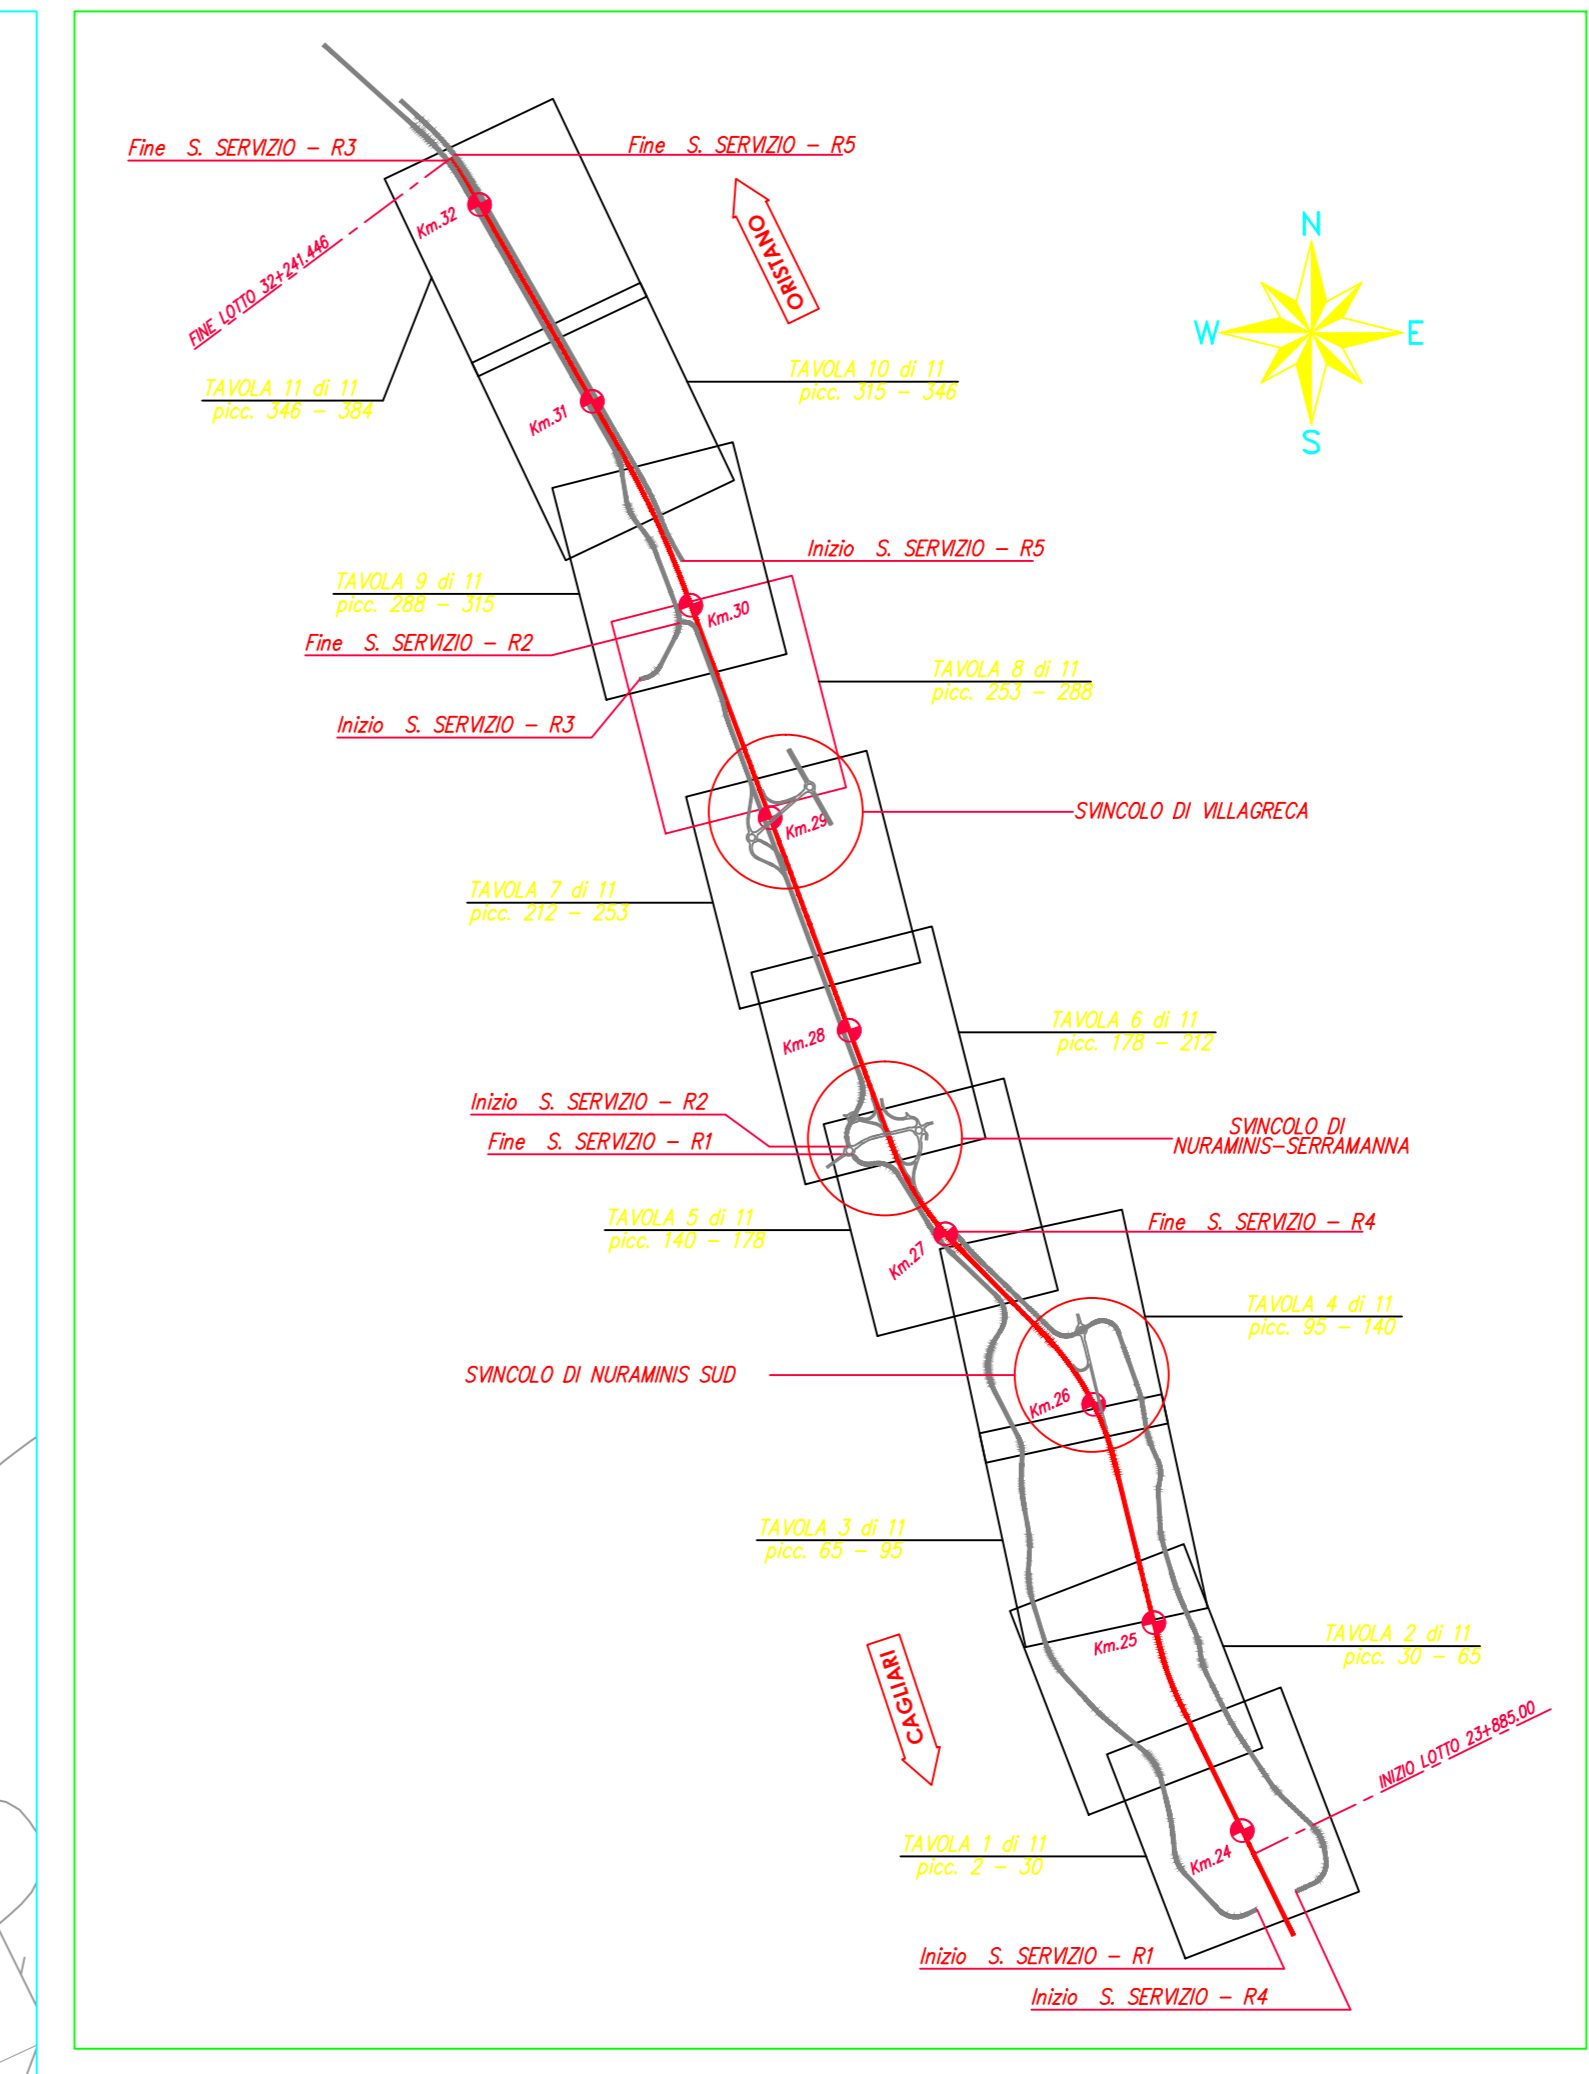 Fine S. SERVIZIO - R3
Fine S. SERVIZIO - R5
Km.32
ORISTANO
N
W
E
S
FINE LOTTO 32+241.446
TAVOLA 11 di 11
picc. 346 - 384
TAVOLA 10 di 11
picc. 315 - 346
Km.31
Inizio S. SERVIZIO - R5
TAVOLA 9 di 11
picc. 288 - 315
Km.30
Fine S. SERVIZIO - R2
TAVOLA 8 di 11
picc. 253 - 288
Inizio S. SERVIZIO - R3
SVINCOLO DI VILLAGRECA
Km.29
TAVOLA 7 di 11
picc. 212 - 253
TAVOLA 6 di 11
picc. 178 - 212
Km.28
Inizio S. SERVIZIO - R2
Fine S. SERVIZIO - R1
SVINCOLO DI
NURAMINIS-SERRAMANNA
TAVOLA 5 di 11
picc. 140 - 178
Fine S. SERVIZIO - R4
Km.27
TAVOLA 4 di 11
picc. 95 - 140
SVINCOLO DI NURAMINIS SUD
Km.26
TAVOLA 3 di 11
picc. 65 - 95
Km.25
TAVOLA 2 di 11
picc. 30 - 65
CAGLIARI
INIZIO LOTTO 23+885.00
TAVOLA 1 di 11
picc. 2 - 30
Km.24
Inizio S. SERVIZIO - R1
Inizio S. SERVIZIO - R4